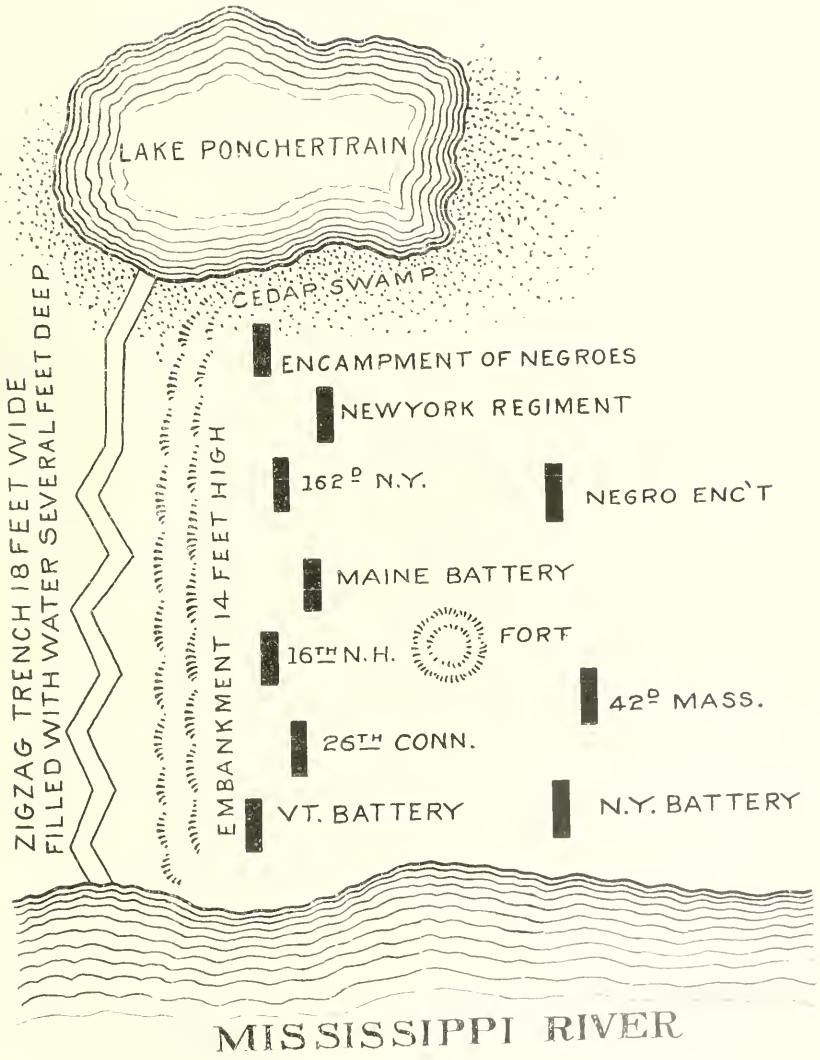 LAKE PONCHERTRAIN
CEDAR SWAMP
ZIGZAG TRENCH 18 FEET WIDE
FILLED WITH WATER SEVERAL FEET DEEP
EMBANKMENT 14 FEET HIGH
ENCAMPMENT OF NEGROES
NEWYORK REGIMENT
162D N.Y.
NEGRO ENC'T
MAINE BATTERY
FORT
16TH N.H.
42D MASS.
26TH CONN.
VT. BATTERY
N.Y. BATTERY
MISSISSIPPI RIVER